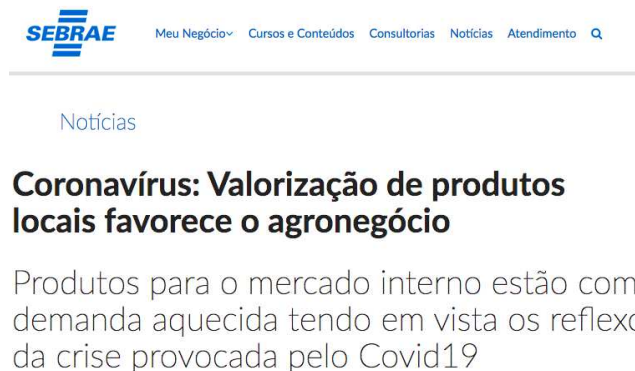 SEBRAE
Meu Negócio Cursos e Conteúdos Consultorias Notícias Atendimento
Notícias
Coronavírus: Valorização de produtos
locais favorece o agronegócio
Produtos para o mercado interno estão com
demanda aquecida tendo em vista os reflexo
da crise provocada pelo Covid19